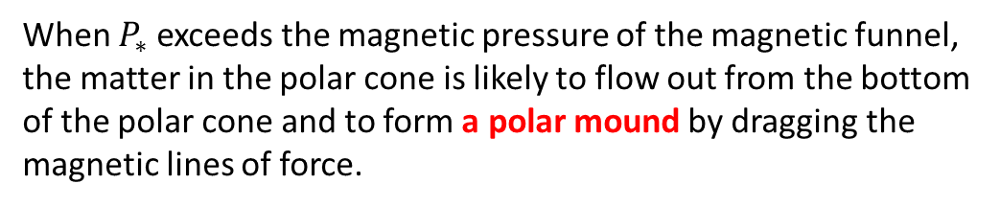 When P* exceeds the magnetic pressure of the magnetic funnel,
the matter in the polar cone is likely to flow out from the bottom
of the polar cone and to form a polar mound by dragging the
magnetic lines of force.